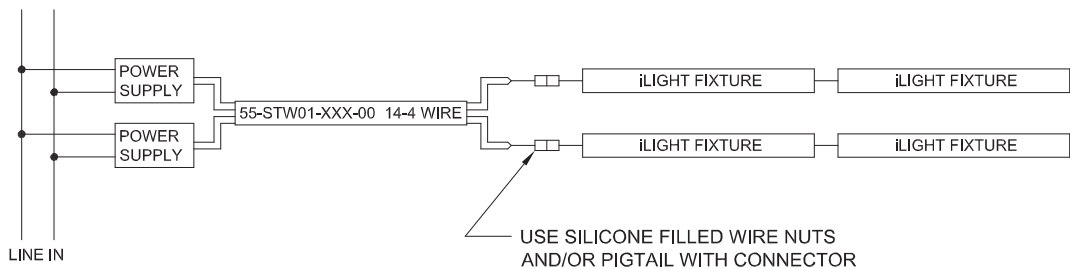 POWER
SUPPLY
55-STW01-XXX-00 14-4 WIRE
iLIGHT FIXTURE
iLIGHT FIXTURE
POWER
SUPPLY
iLIGHT FIXTURE
iLIGHT FIXTURE
LINE IN
USE SILICONE FILLED WIRE NUTS
AND/OR PIGTAIL WITH CONNECTOR